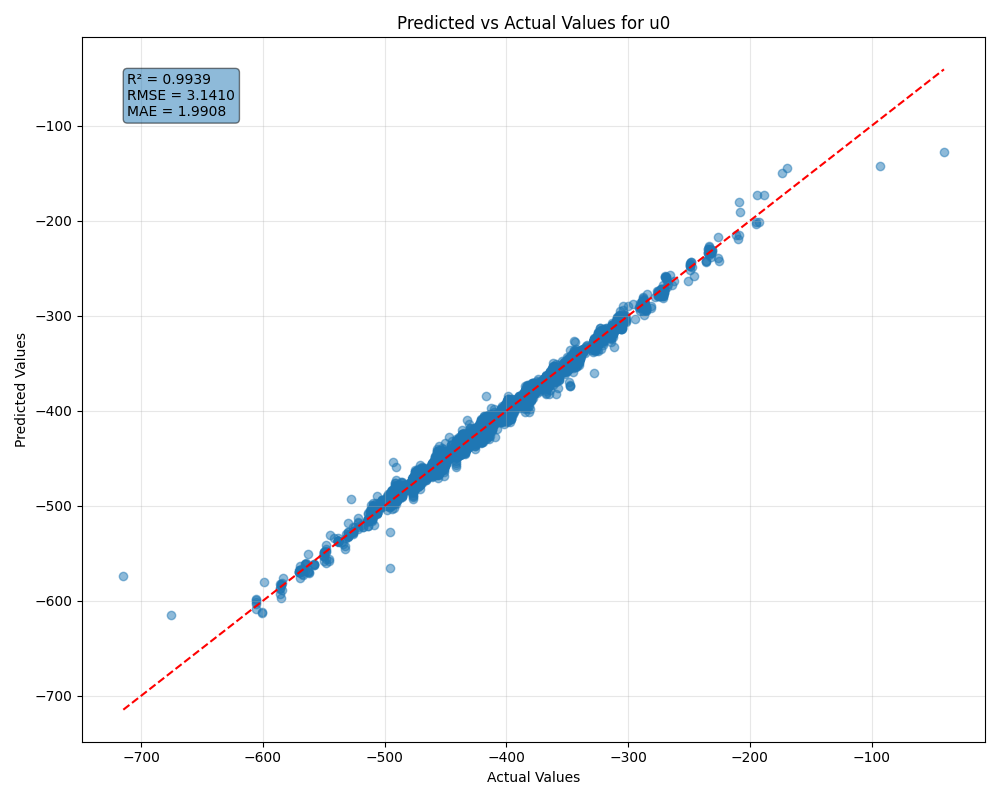 Predicted vs Actual Values for u0
R² = 0.9939
RMSE = 3.1410
MAE = 1.9908
−100
−200
−300
−400
−500
−600
−700
Predicted Values
−700 −600 −500 −400 −300 −200 −100
Actual Values